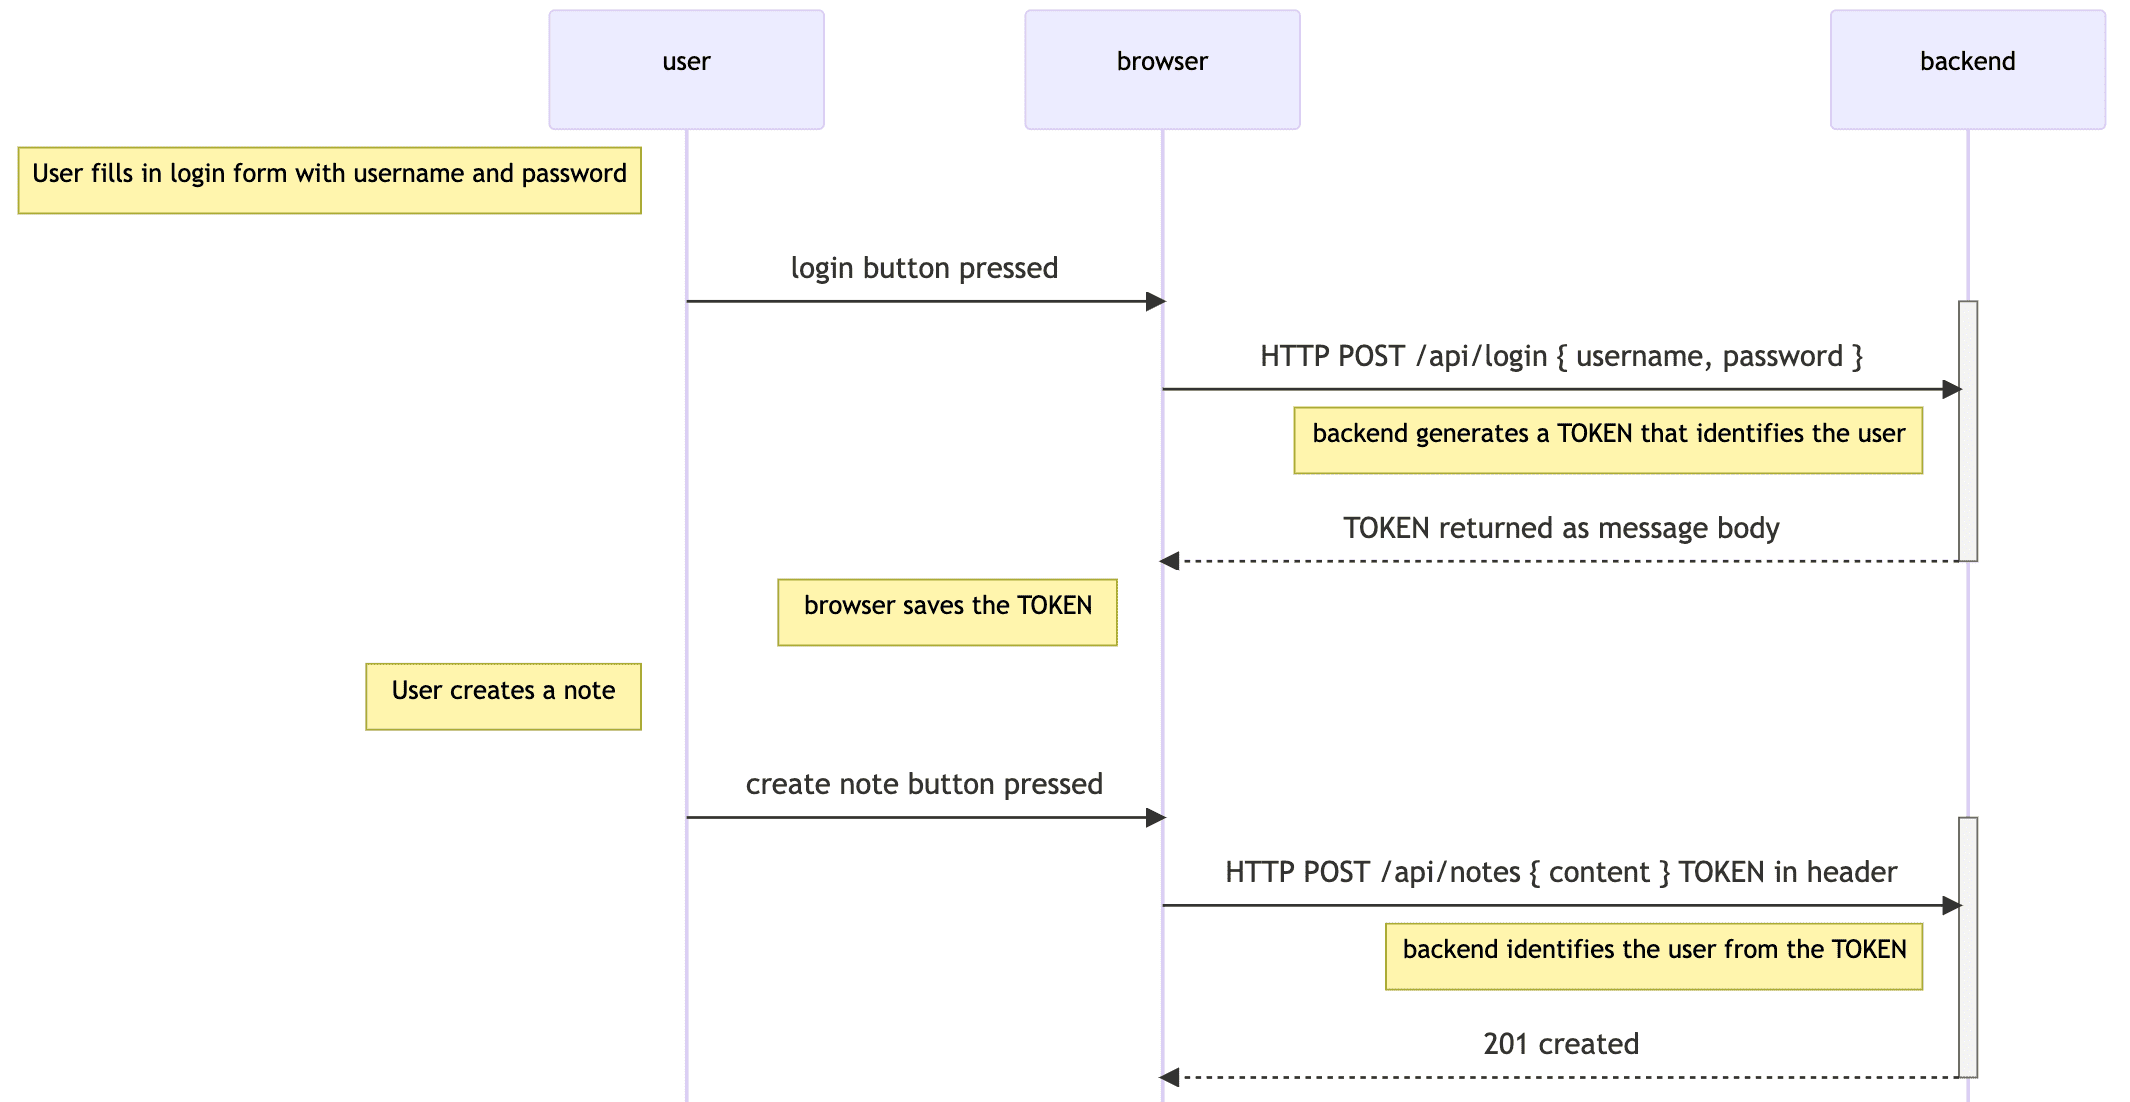 user
browser
backend
User fills in login form with username and password
login button pressed
HTTP POST /api/login { username, password }
backend generates a TOKEN that identifies the user
TOKEN returned as message body
browser saves the TOKEN
User creates a note
create note button pressed
HTTP POST /api/notes { content } TOKEN in header
backend identifies the user from the TOKEN
201 created